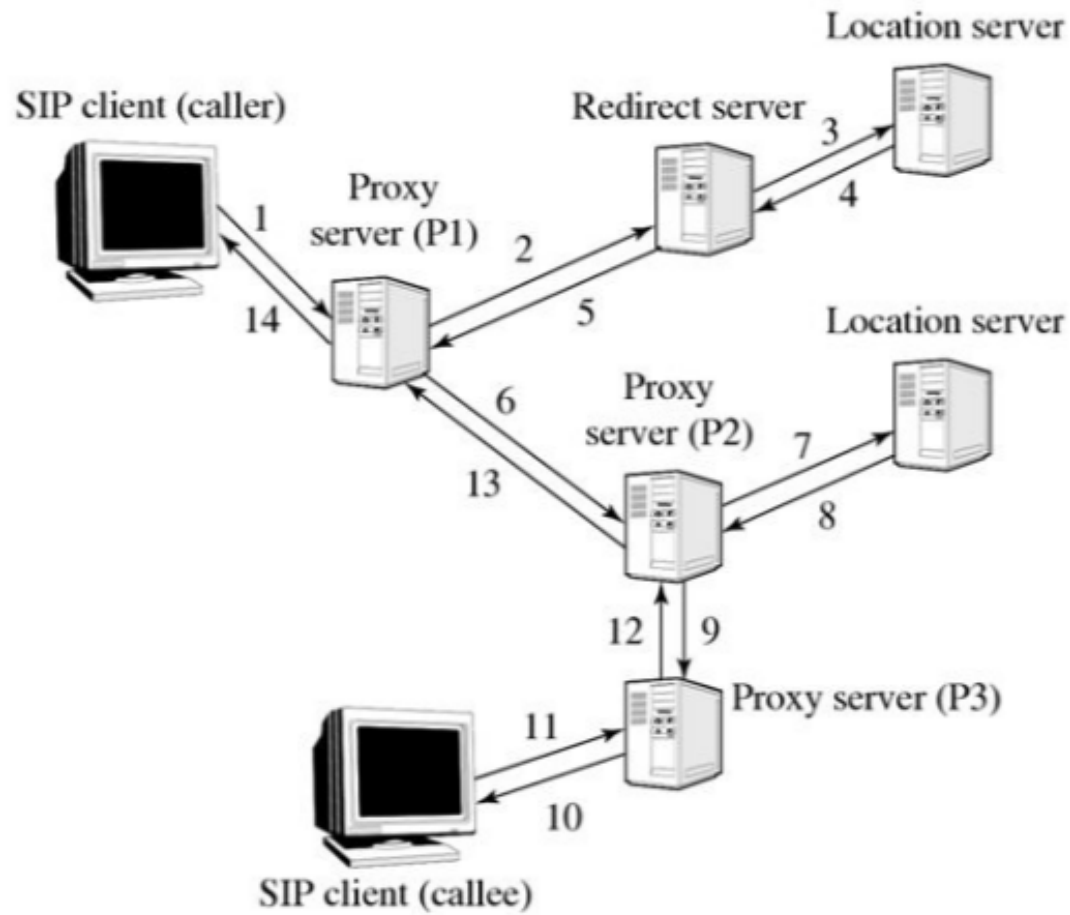 Location server
SIP client (caller)
Redirect server
3
Proxy
server (P1)
1
4
2
14
5
Location server
6
Proxy
server (P2)
7
13
8
12
9
Proxy server (P3)
11
10
SIP client (callee)